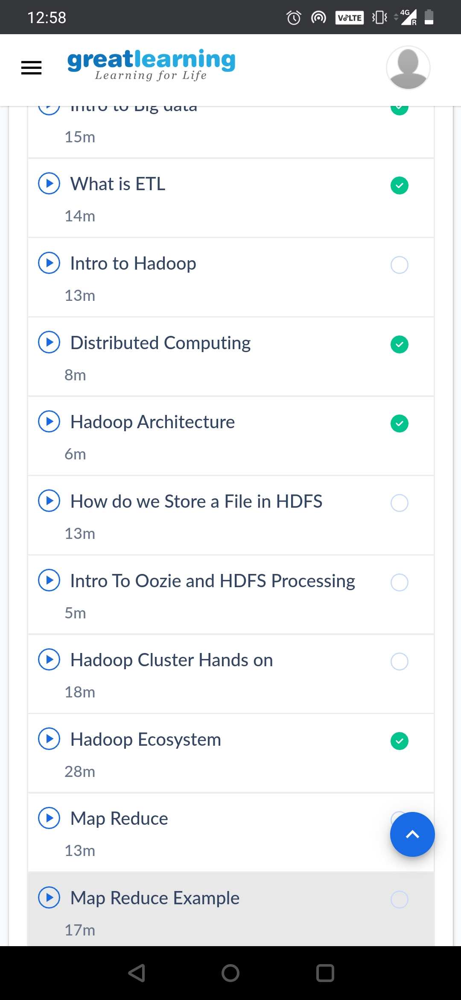 12:58
VoLTE
4G
R
greatlearning
Learning for Life
Intro to Big data
15m
What is ETL
14m
Intro to Hadoop
13m
Distributed Computing
8m
Hadoop Architecture
6m
How do we Store a File in HDFS
13m
Intro To Oozie and HDFS Processing
5m
Hadoop Cluster Hands on
18m
Hadoop Ecosystem
28m
Map Reduce
13m
Map Reduce Example
17m